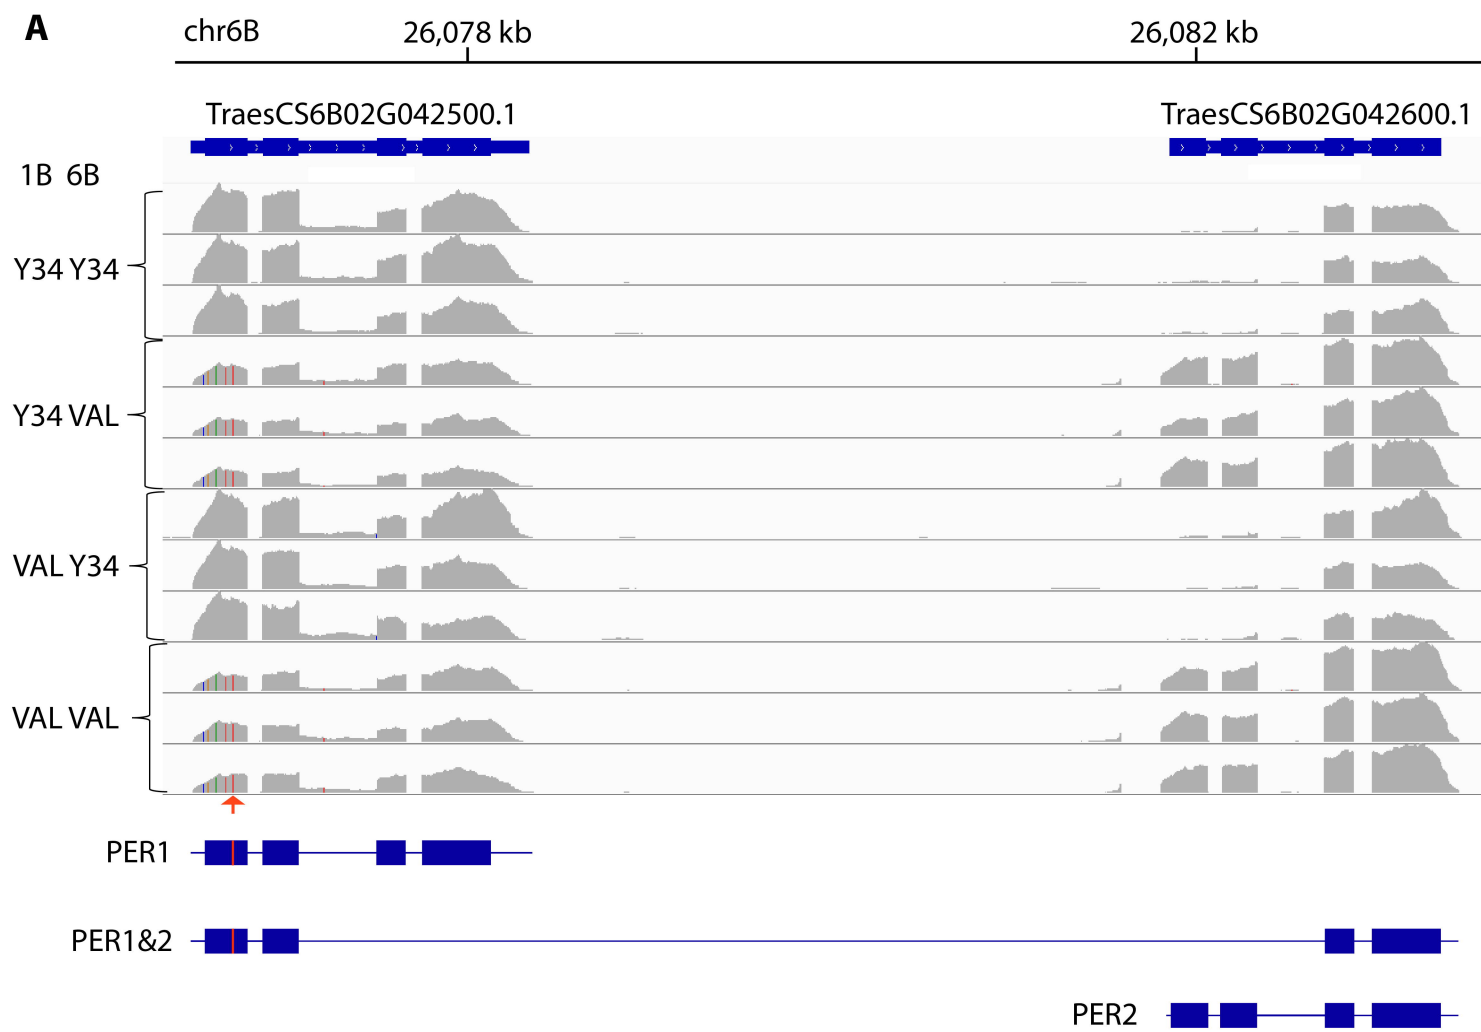 A
chr6B 26,078 kb 26,082 kb
TraesCS6B02G042500.1 TraesCS6B02G042600.1
1B 6B
Y34 Y34
Y34 VAL
VAL Y34
VAL VAL
PER1
PER1&2
PER2